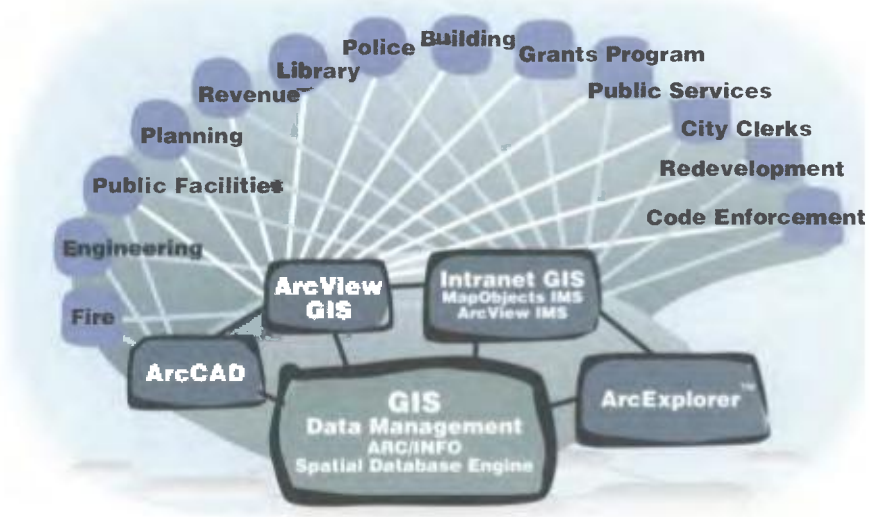 Police
Building
Grants Program
Library
Public Services
Revenue
City Clerks
Planning
Redevelopment
Public Facilities
Code Enforcement
Engineering
Fire
ArcView
GIS
Intranet GIS
MapObjects IMS
ArcView IMS
ArcCAD
ArcExplorer™
GIS
Data Management
ARC/INFO
Spatial Database Engine